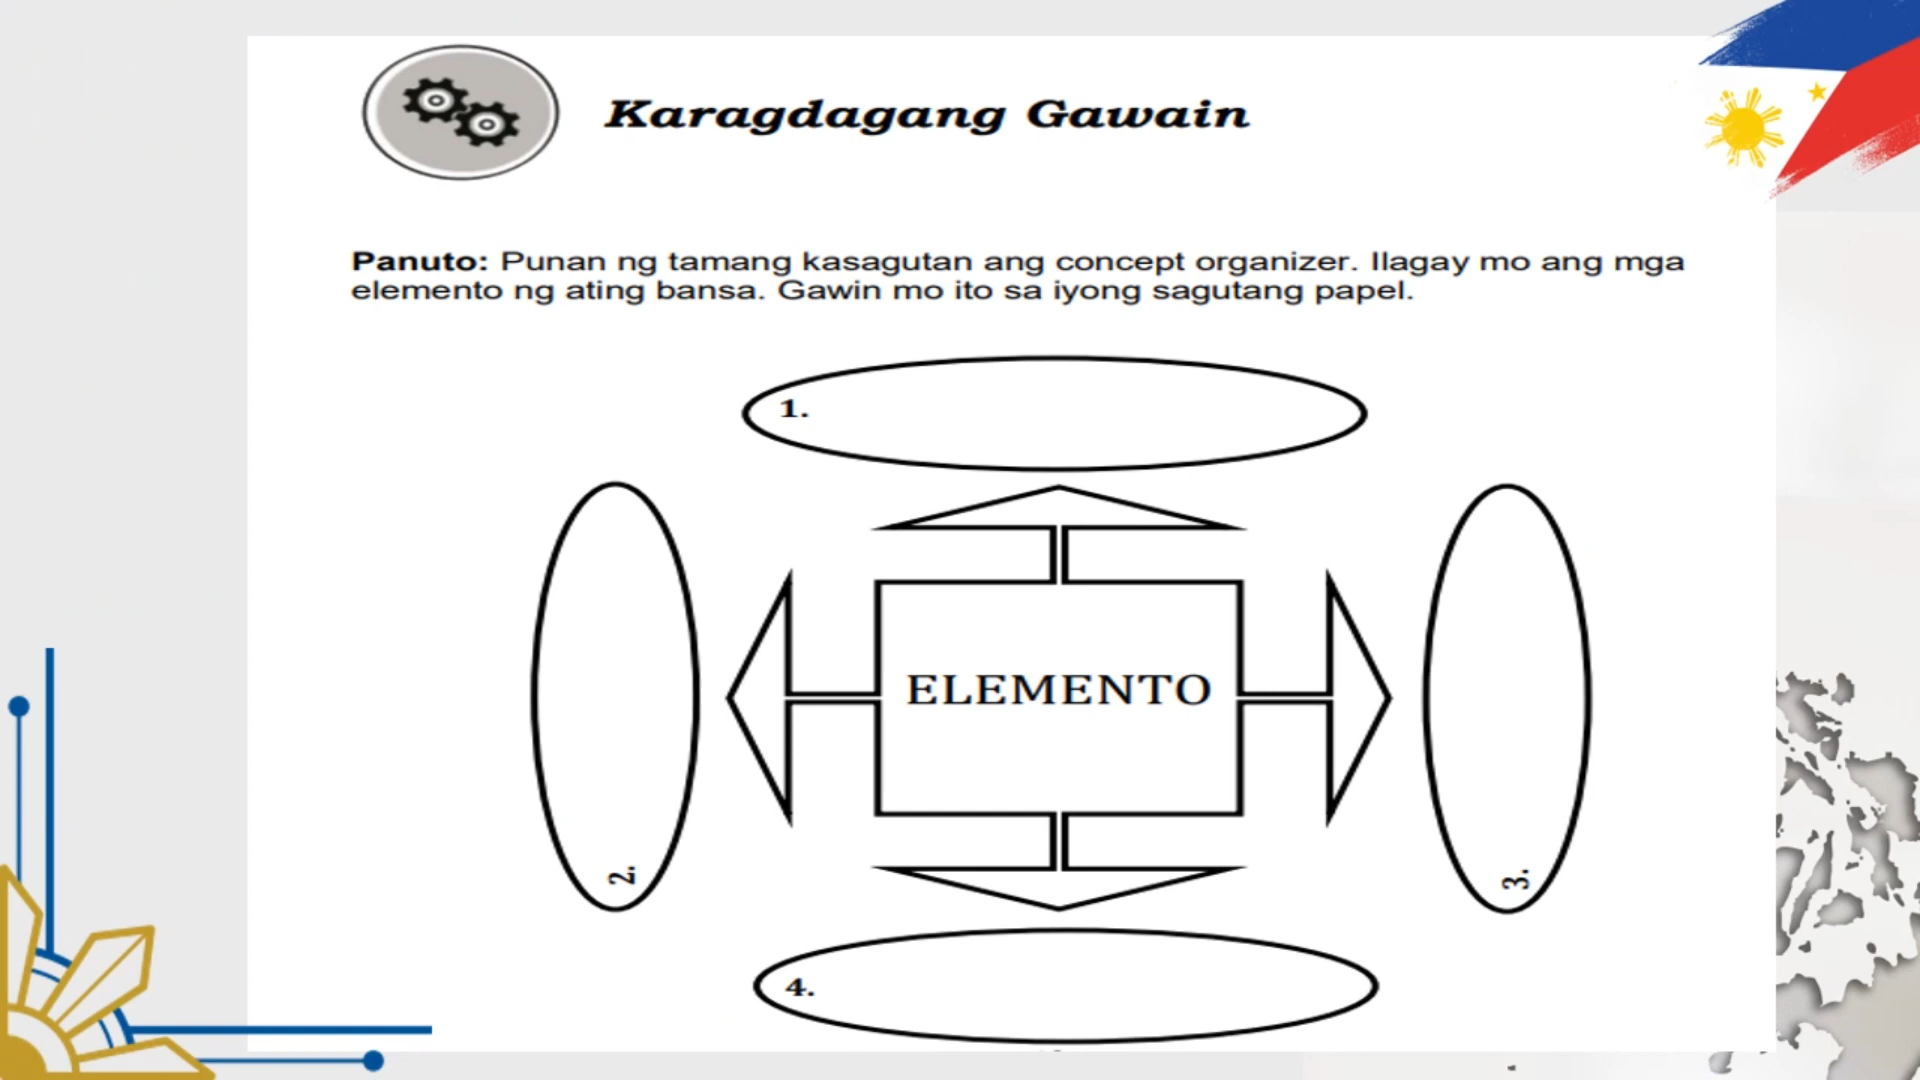 Karagdagang Gawain
Panuto: Punan ng tamang kasagutan ang concept organizer. Ilagay mo ang mga
elemento ng ating bansa. Gawin mo ito sa iyong sagutang papel.
1.
ELEMENTO
2.
3.
4.